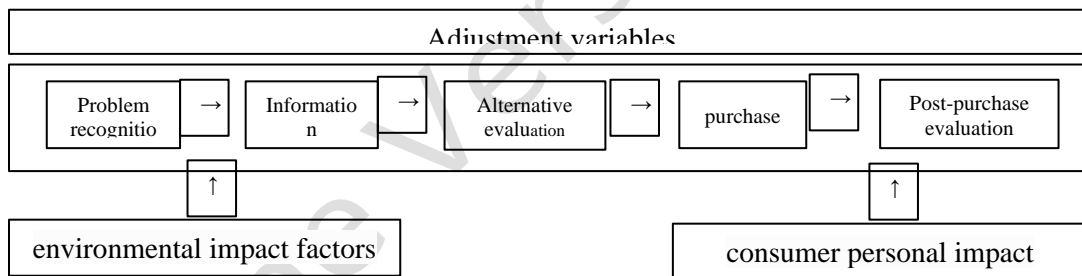 Adjustment variables
Problem
recognitio
→
Informatio
n
→
Alternative
evaluation
→
purchase
→
Post-purchase
evaluation
↑
↑
environmental impact factors
consumer personal impact